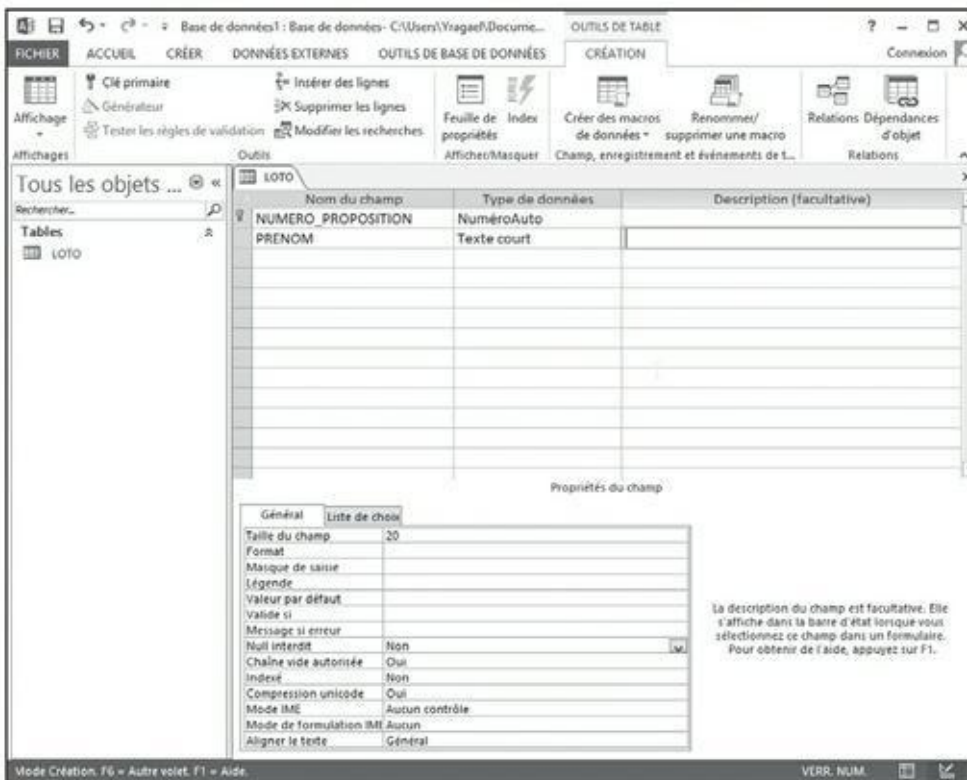 Base de données1 : Base de données- C:\Users\Yragael\Docume...
OUTILS DE TABLE
?
FICHIER ACCUEIL CRÉER DONNÉES EXTERNES OUTILS DE BASE DE DONNÉES CRÉATION Connexion
Affichage
Clé primaire
Générateur
Tester les règles de validation
Insérer des lignes
Supprimer les lignes
Modifier les recherches
Feuille de propriétés
Index
Créer des macros de données
Renommer/ supprimer une macro
Relations
Dépendances d'objet
Affichages
Outils
Afficher/Masquer
Champ, enregistrement et événements de t...
Relations
Tous les objets ...
Rechercher...
Tables
LOTO
LOTO
Nom du champ Type de données Description (facultative)
NUMERO_PROPOSITION NuméroAuto
PRENOM Texte court
Propriétés du champ
Général Liste de choix
Taille du champ 20
Format
Masque de saisie
Légende
Valeur par défaut
Valide si
Message si erreur
Null interdit Non
Chaîne vide autorisée Oui
Indexé Non
Compression unicode Oui
Mode IME Aucun contrôle
Mode de formulation IME Aucun
Aligner le texte Général
La description du champ est facultative. Elle
s'affiche dans la barre d'état lorsque vous
sélectionnez ce champ dans un formulaire.
Pour obtenir de l'aide, appuyez sur F1.
Mode Création. F6 = Autre volet. F1 = Aide.
VERR. NUM.